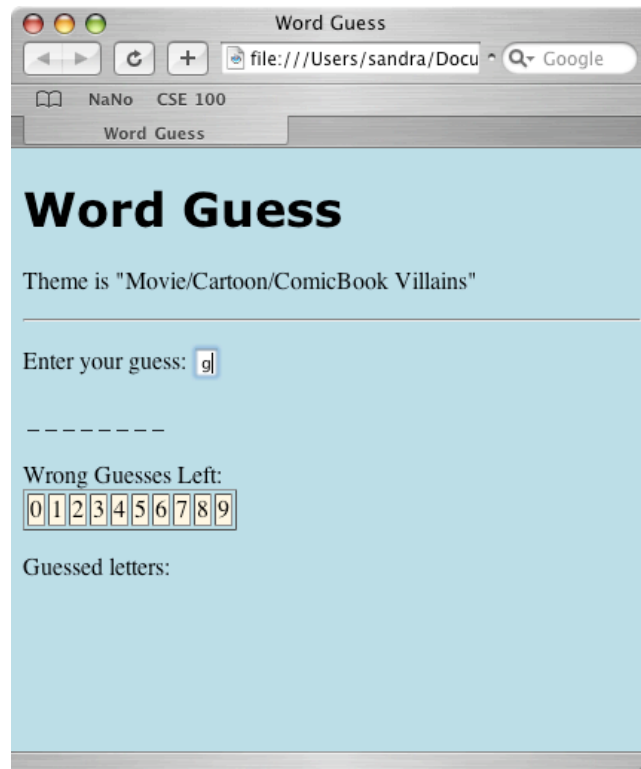 Word Guess
file:///Users/sandra/Docu
Google
NaNo CSE 100
Word Guess
Word Guess
Theme is "Movie/Cartoon/ComicBook Villains"
Enter your guess: g
_ _ _ _ _ _ _ _
Wrong Guesses Left:
0 1 2 3 4 5 6 7 8 9
Guessed letters: